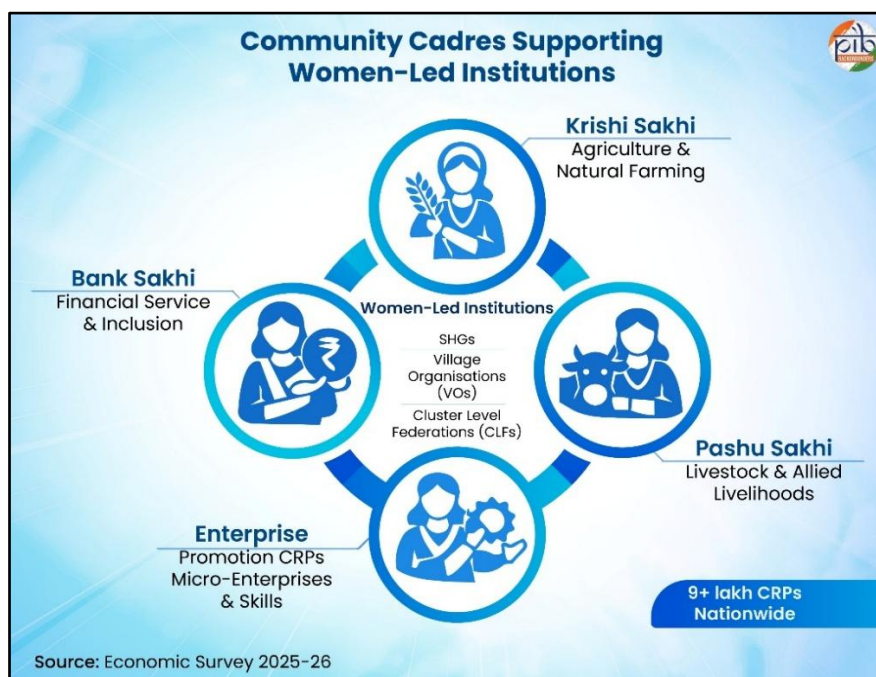 Community Cadres Supporting
Women-Led Institutions
pib
Krishi Sakhi
Agriculture &
Natural Farming
Bank Sakhi
Financial Service
& Inclusion
Women-Led Institutions
SHGs
Village
Organisations
(VOs)
Cluster Level
Federations (CLFs)
₹
Pashu Sakhi
Livestock & Allied
Livelihoods
Enterprise
Promotion CRPs
Micro-Enterprises
& Skills
9+ lakh CRPs
Nationwide
Source: Economic Survey 2025-26